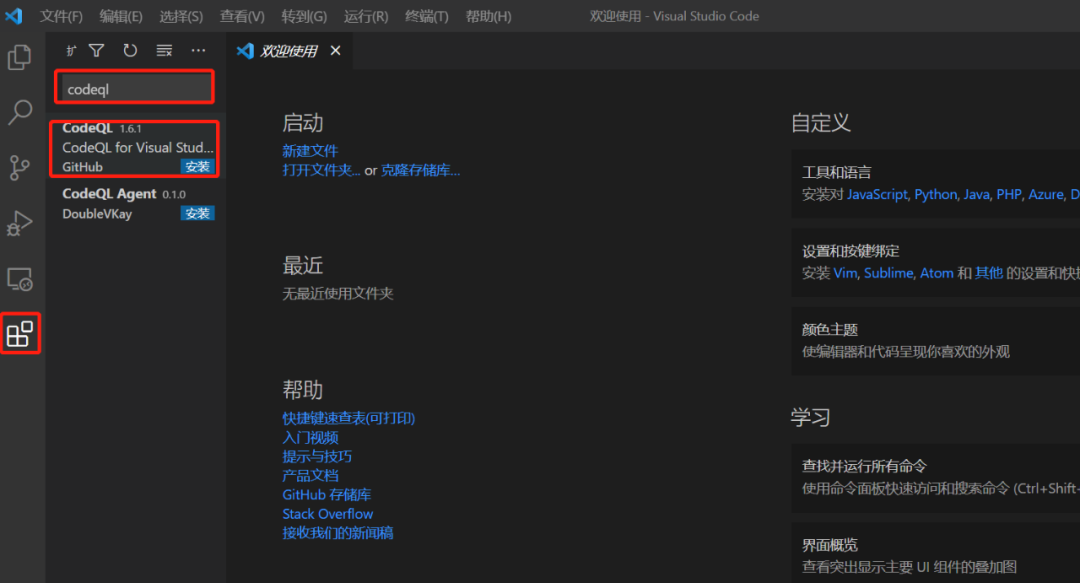 文件(F) 编辑(E) 选择(S) 查看(V) 转到(G) 运行(R) 终端(T) 帮助(H) 欢迎使用 - Visual Studio Code
扩
欢迎使用
codeql
CodeQL 1.6.1
CodeQL for Visual Stud...
GitHub 安装
CodeQL Agent 0.1.0
DoubleVKay 安装
启动
新建文件
打开文件夹... or 克隆存储库...
最近
无最近使用文件夹
帮助
快捷键速查表(可打印)
入门视频
提示与技巧
产品文档
GitHub 存储库
Stack Overflow
接收我们的新闻稿
自定义
工具和语言
安装对 JavaScript, Python, Java, PHP, Azure, D
设置和按键绑定
安装 Vim, Sublime, Atom 和 其他 的设置和快
颜色主题
使编辑器和代码呈现你喜欢的外观
学习
查找并运行所有命令
使用命令面板快速访问和搜索命令 (Ctrl+Shift-
界面概览
查看突出显示主要 UI 组件的叠加图